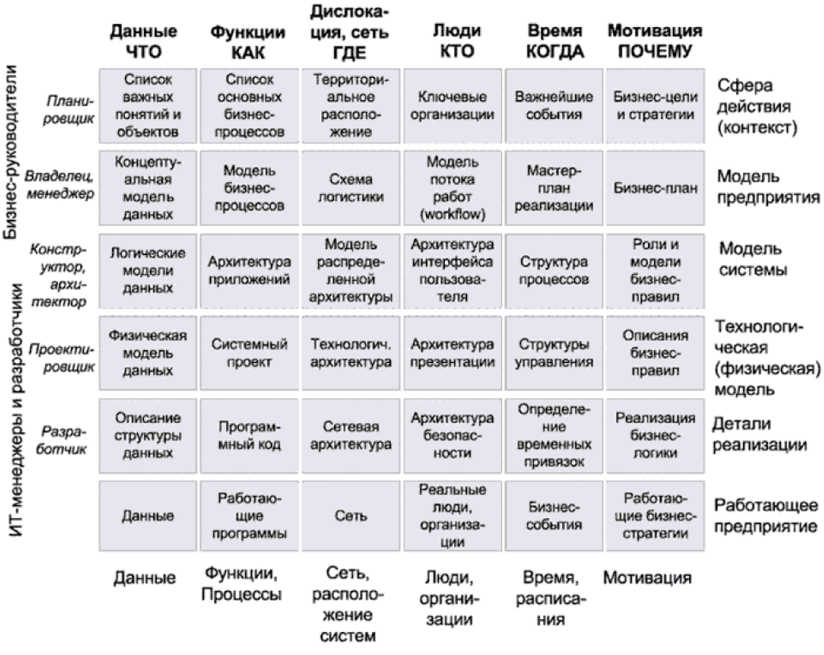 Данные
ЧТО
Функции
КАК
Дислока-
ция, сеть
ГДЕ
Люди
КТО
Время
КОГДА
Мотивация
ПОЧЕМУ
Бизнес-руководители
Плани-
ровщик
Список
важных
понятий и
объектов
Список
основных
бизнес-
процессов
Террито­ри-
альное
располо-
жение
Ключевые
организации
Важнейшие
события
Бизнес-цели
и стратегии
Сфера
действия
(контекст)
Владелец,
менеджер
Концепту-
альная
модель
данных
Модель
бизнес-
процессов
Схема
логистики
Модель
потока
работ
(workflow)
Мастер-
план
реализации
Бизнес-план
Модель
предприятия
ИТ-менеджеры и разработчики
Констр-
уктор,
архи-
тектор
Логические
модели
данных
Архитектура
приложений
Модель
распреде-
ленной
архитектуры
Архитектура
интерфейса
пользова-
теля
Структура
процессов
Роли и
модели
бизнес-
правил
Модель
системы
Проекти-
ровщик
Физическая
модель
данных
Системный
проект
Технологич.
архитектура
Архитектура
презентации
Структуры
управления
Описания
бизнес-
правил
Технологи-
ческая
(физическая)
модель
Разра-
ботчик
Описание
структуры
данных
Програм-
мный код
Сетевая
архитектура
Архитектура
безопас-
ности
Определе-
ние
временных
привязок
Реализация
бизнес-
логики
Детали
реализации
Данные
Работаю-
щие
программы
Сеть
Реальные
люди,
организа-
ции
Бизнес-
события
Работаю-
щие бизнес-
стратегии
Работающее
предприятие
Данные
Функции,
Процессы
Сеть,
располо-
жение
систем
Люди,
органи-
зации
Время,
расписа-
ния
Мотивация